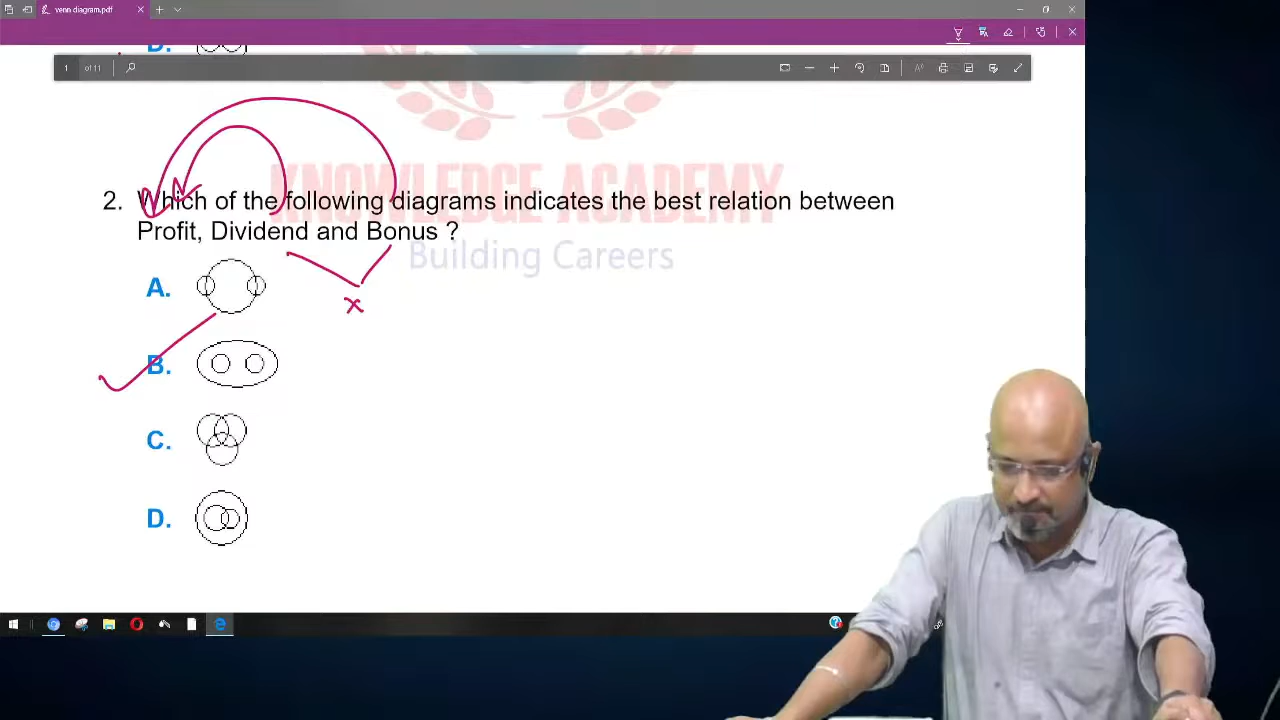 venn diagram.pdf
D.
1 of 11
KNOWLEDGE ACADEMY
2. Which of the following diagrams indicates the best relation between
Profit, Dividend and Bonus ?
Building Careers
A.
x
B.
C.
D.